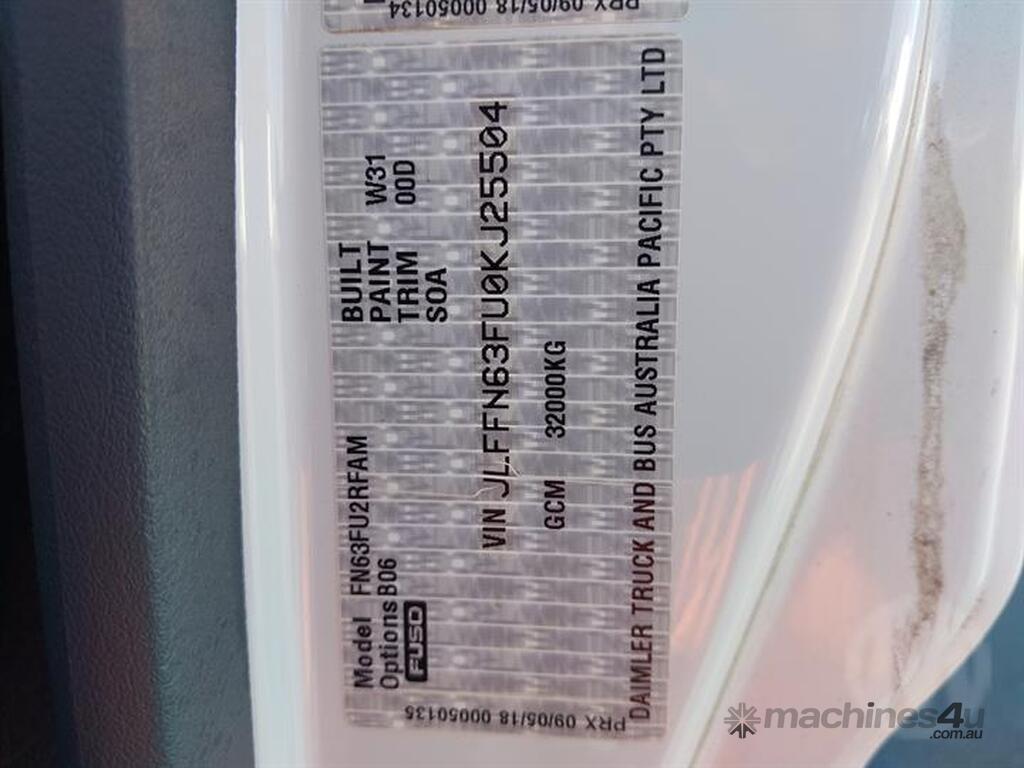 PRX 09/05/18 00050134
Model FN63FU2RFAM
Options B06
FUSO
BUILT
PAINT W31
TRIM 00D
SOA
VIN JLFFN63FU0KJ25504
GCM 32000KG
DAIMLER TRUCK AND BUS AUSTRALIA PACIFIC PTY LTD
PRX 09/05/18 00050135
machines4u
.com.au